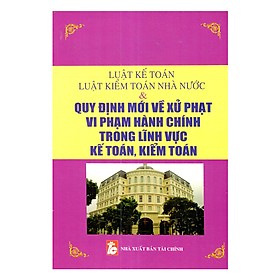 LUẬT KẾ TOÁN
LUẬT KIỂM TOÁN NHÀ NƯỚC
&
QUY ĐỊNH MỚI VỀ XỬ PHẠT
VI PHẠM HÀNH CHÍNH
TRONG LĨNH VỰC
KẾ TOÁN, KIỂM TOÁN
NHÀ XUẤT BẢN TÀI CHÍNH